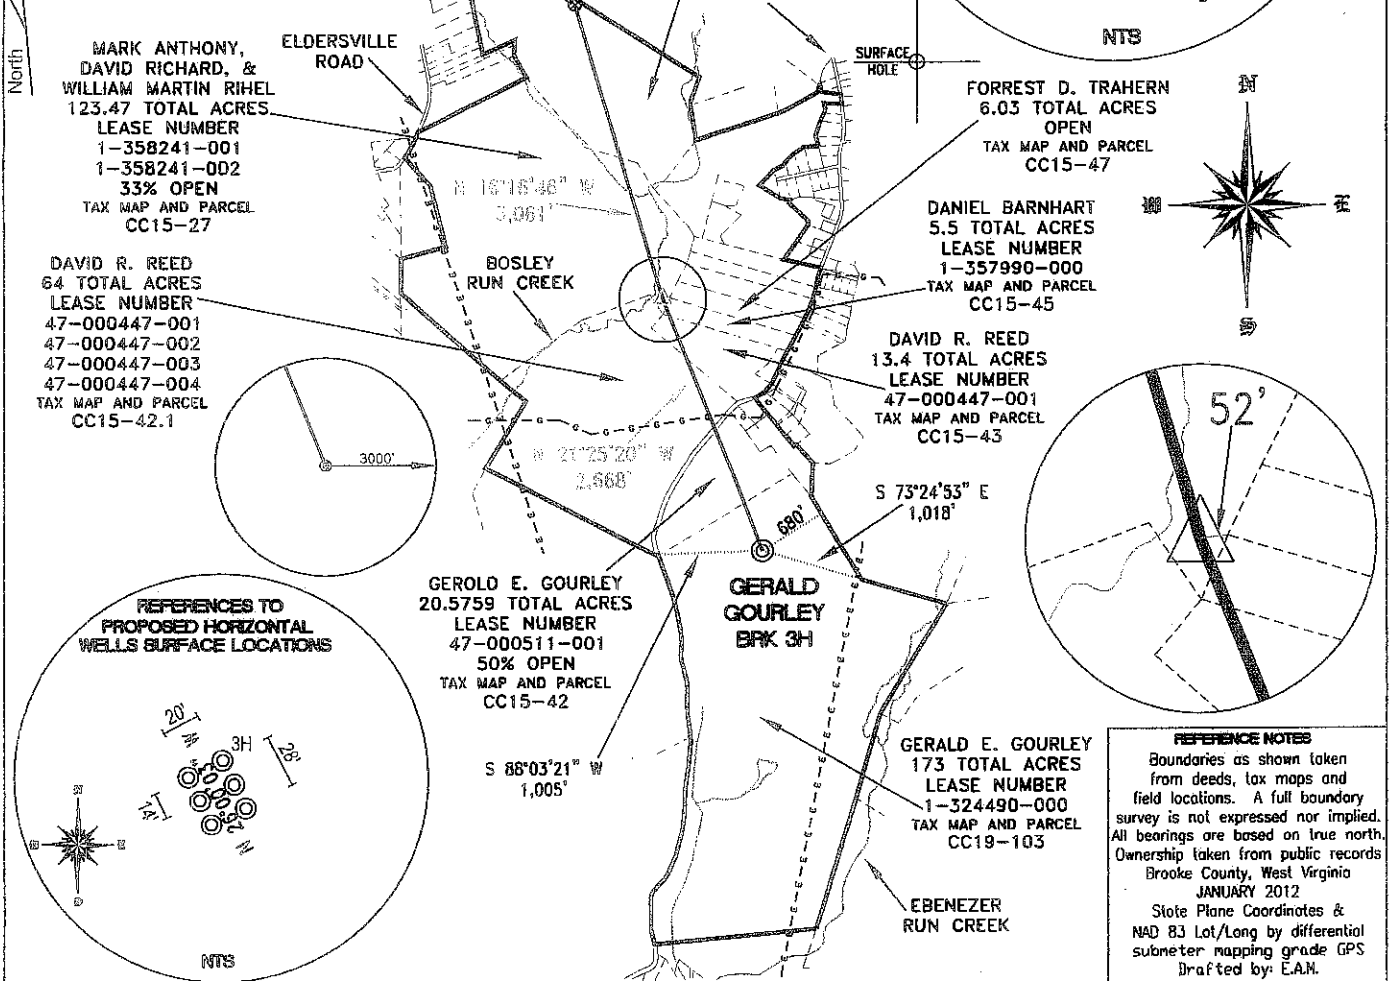 North
MARK ANTHONY,
DAVID RICHARD, &
WILLIAM MARTIN RIHEL
123.47 TOTAL ACRES
LEASE NUMBER
1-358241-001
1-358241-002
33% OPEN
TAX MAP AND PARCEL
CC15-27
ELDERSVILLE
ROAD
SURFACE
HOLE
NTS
FORREST D. TRAHERN
6.03 TOTAL ACRES
OPEN
TAX MAP AND PARCEL
CC15-47
N
W
E
S
N 16°16'46" W
3,061'
DANIEL BARNHART
5.5 TOTAL ACRES
LEASE NUMBER
1-357990-000
TAX MAP AND PARCEL
CC15-45
DAVID R. REED
64 TOTAL ACRES
LEASE NUMBER
47-000447-001
47-000447-002
47-000447-003
47-000447-004
TAX MAP AND PARCEL
CC15-42.1
BOSLEY
RUN CREEK
DAVID R. REED
13.4 TOTAL ACRES
LEASE NUMBER
47-000447-001
TAX MAP AND PARCEL
CC15-43
52'
3000'
N 21°25'20" W
2,668'
S 73°24'53" E
1,018'
680'
GERALD
GOURLEY
BRK 3H
GEROLD E. GOURLEY
20.5759 TOTAL ACRES
LEASE NUMBER
47-000511-001
50% OPEN
TAX MAP AND PARCEL
CC15-42
S 88°03'21" W
1,005'
REFERENCES TO
PROPOSED HORIZONTAL
WELLS SURFACE LOCATIONS
20'
3H
28'
14'
NTS
GERALD E. GOURLEY
173 TOTAL ACRES
LEASE NUMBER
1-324490-000
TAX MAP AND PARCEL
CC19-103
EBENEZER
RUN CREEK
REFERENCE NOTES
Boundaries as shown taken
from deeds, tax maps and
field locations. A full boundary
survey is not expressed nor implied.
All bearings are based on true north.
Ownership taken from public records
Brooke County, West Virginia
JANUARY 2012
State Plane Coordinates &
NAD 83 Lat/Long by differential
submeter mapping grade GPS
Drafted by: E.A.M.